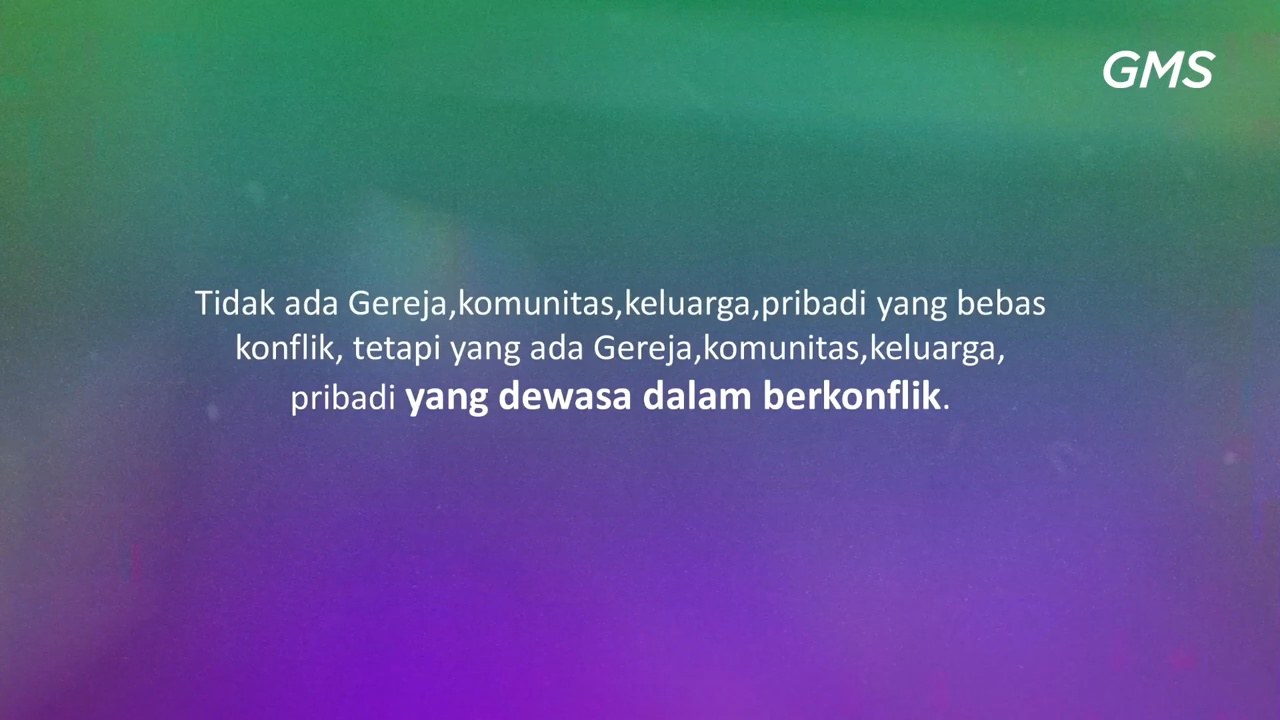 GMS
Tidak ada Gereja,komunitas,keluarga,pribadi yang bebas
konflik, tetapi yang ada Gereja,komunitas,keluarga,
pribadi yang dewasa dalam berkonflik.